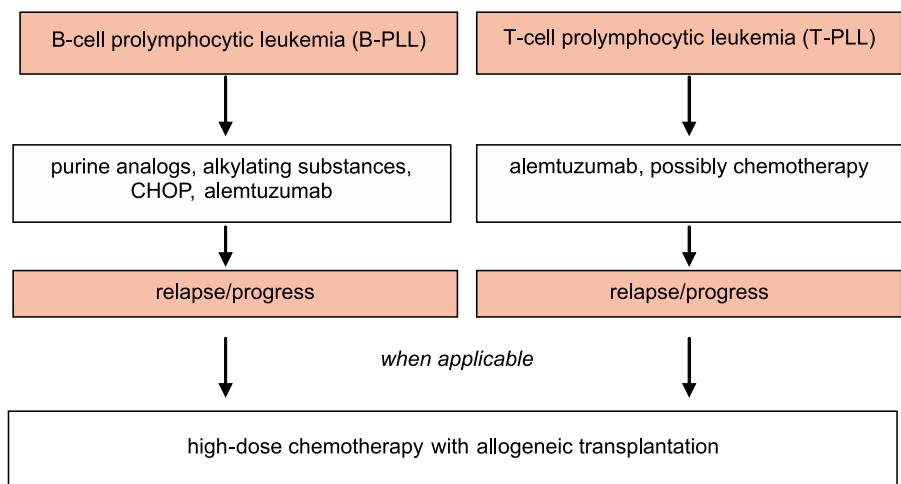 B-cell prolymphocytic leukemia (B-PLL)
T-cell prolymphocytic leukemia (T-PLL)
purine analogs, alkylating substances,
CHOP, alemtuzumab
alemtuzumab, possibly chemotherapy
relapse/progress
relapse/progress
when applicable
high-dose chemotherapy with allogeneic transplantation